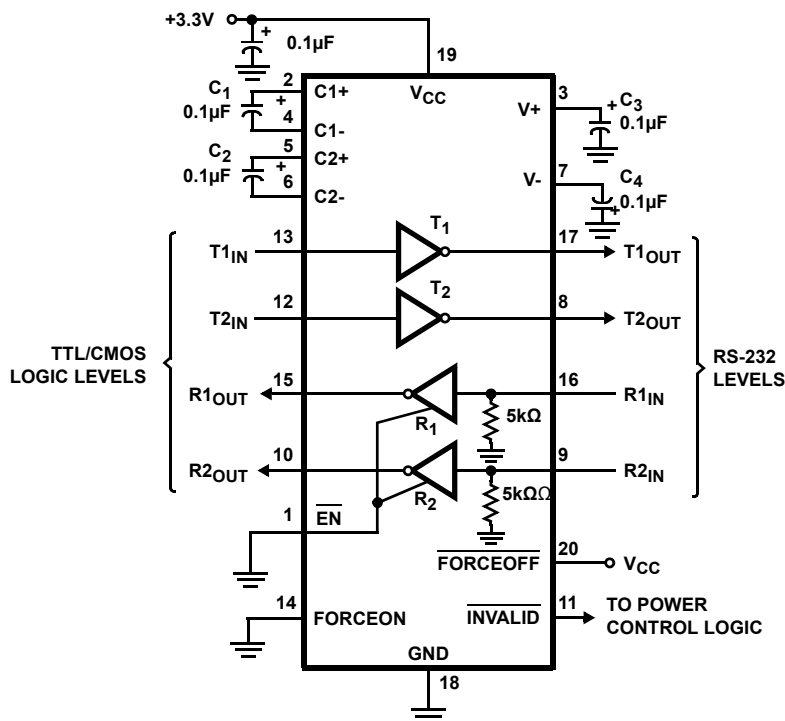 +3.3V
+
0.1µF
19
2
C1+
VCC
3
C1
0.1µF
+
4
C1-
V+
+
C3
0.1µF
5
C2+
C2
0.1µF
+
6
C2-
7
V-
C4
0.1µF
+
T1
13
17
T1IN
T1OUT
T2
12
8
T2IN
T2OUT
TTL/CMOS
LOGIC LEVELS
RS-232
LEVELS
15
16
R1OUT
R1IN
R1
5kΩ
10
9
R2OUT
R2IN
R2
5kΩΩ
1
EN
FORCEOFF
20
VCC
14
FORCEON
INVALID
11
TO POWER
CONTROL LOGIC
GND
18